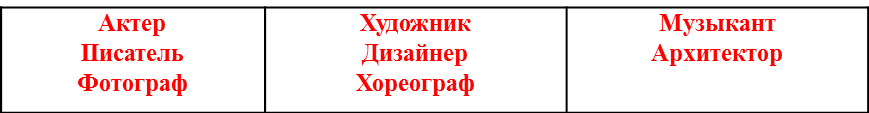 Актер
Писатель
Фотограф
Художник
Дизайнер
Хореограф
Музыкант
Архитектор